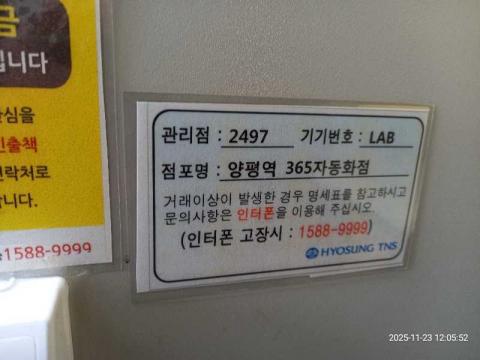 금
입니다
심을
인출책
연락처로
합니다.
1588-9999
관리점 : 2497 기기번호 : LAB
점포명 : 양평역 365자동화점
거래이상이 발생한 경우 명세표를 참고하시고
문의사항은 인터폰을 이용해 주십시오.
(인터폰 고장시 : 1588-9999)
HYOSUNG TNS
2025-11-23 12:05:52